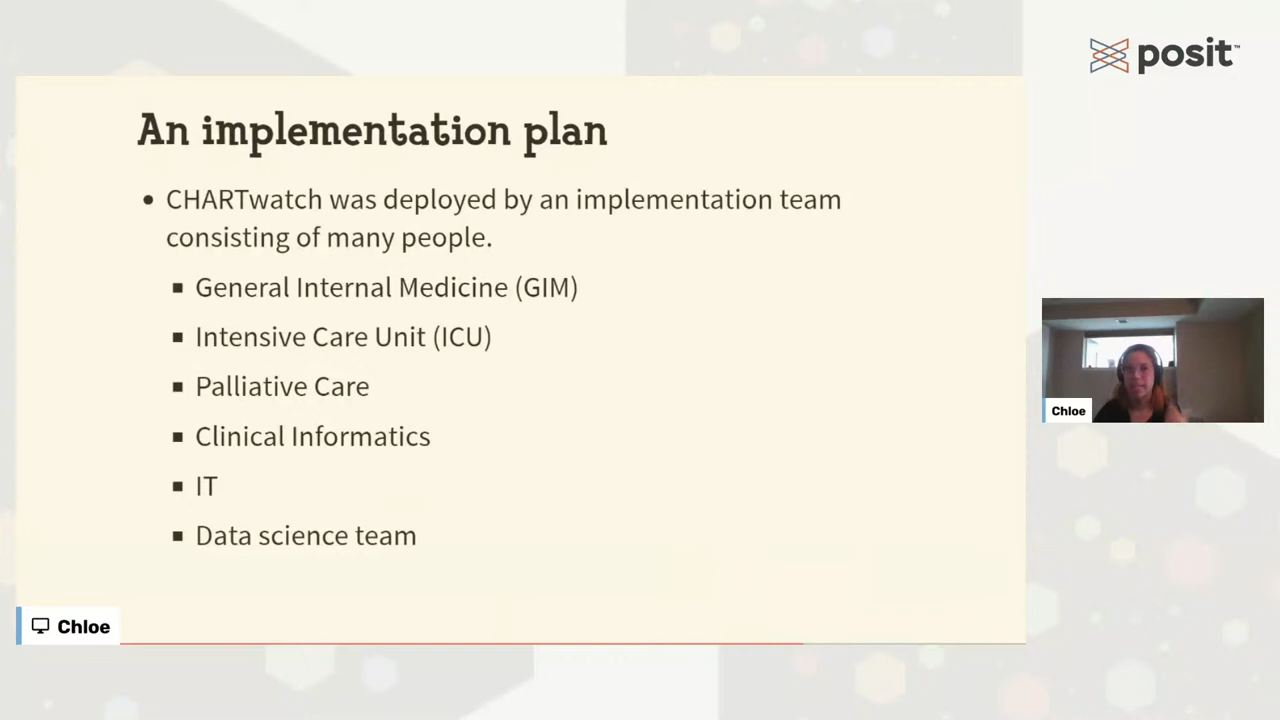 posit™
An implementation plan
• CHARTwatch was deployed by an implementation team
consisting of many people.
▪ General Internal Medicine (GIM)
▪ Intensive Care Unit (ICU)
▪ Palliative Care
▪ Clinical Informatics
▪ IT
▪ Data science team
Chloe
Chloe